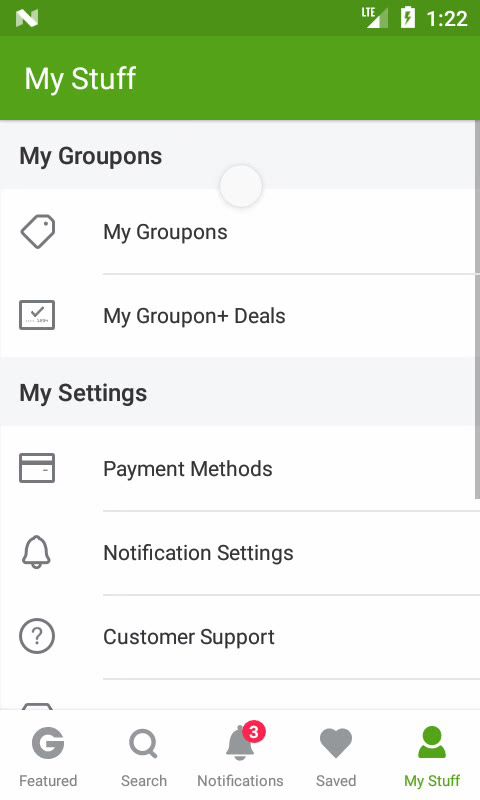 LTE
1:22
My Stuff
My Groupons
My Groupons
My Groupon+ Deals
My Settings
Payment Methods
Notification Settings
?
Customer Support
G
3
Featured
Search
Notifications
Saved
My Stuff